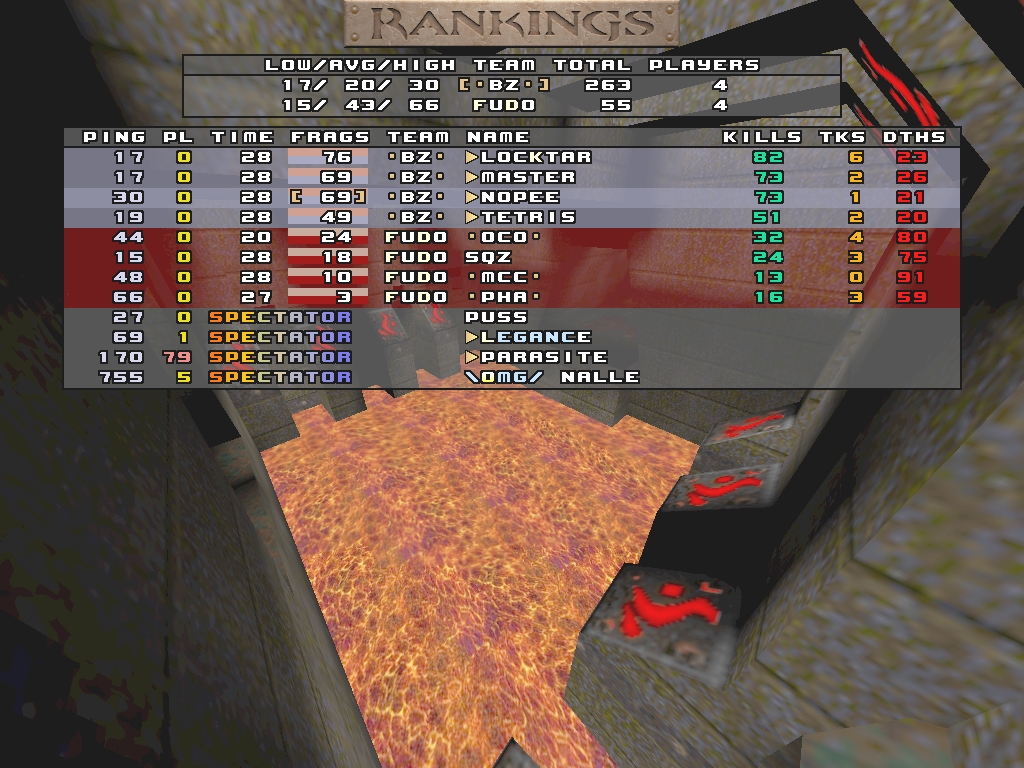 RANKINGS
LOW/AVG/HIGH TEAM TOTAL PLAYERS
17/ 20/ 30 [·BZ·] 263 4
15/ 43/ 66 FUDO 55 4
PING PL TIME FRAGS TEAM NAME KILLS TKS DTHS
17 0 28 76 ·BZ· ►LOCKTAR 82 6 23
17 0 28 69 ·BZ· ►MASTER 73 2 26
30 0 28 [ 69] ·BZ· ►NOPEE 73 1 21
19 0 28 49 ·BZ· ►TETRIS 51 2 20
44 0 20 24 FUDO ·OCO· 32 4 80
15 0 28 18 FUDO SQZ 24 3 75
48 0 28 10 FUDO ·MCC· 13 0 91
66 0 27 3 FUDO ·PHA· 16 3 59
27 0 SPECTATOR PUSS
69 1 SPECTATOR ►LEGANCE
170 79 SPECTATOR ►PARASITE
755 5 SPECTATOR \OMG/ NALLE